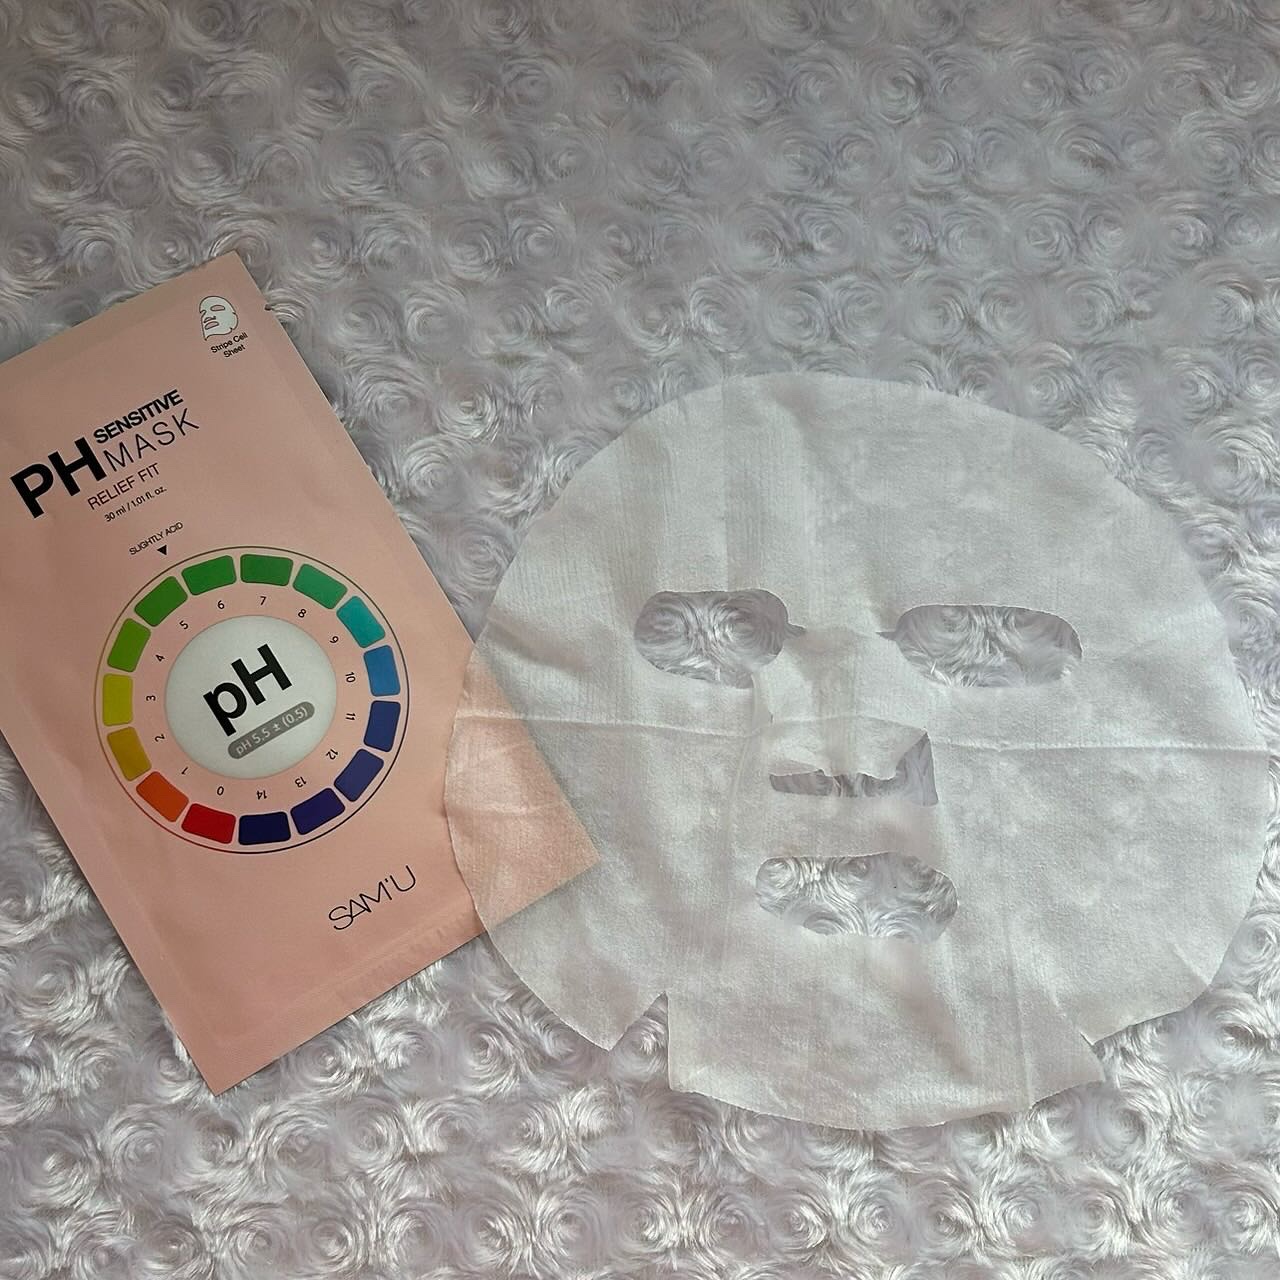 Stripe Cell
Sheet
PH SENSITIVE
MASK
RELIEF FIT
30 ml / 1.01 fl. oz.
SLIGHTLY ACID
0
1
2
3
4
5
6
7
8
9
10
11
12
13
14
pH
pH 5.5 ± (0.5)
SAM'U